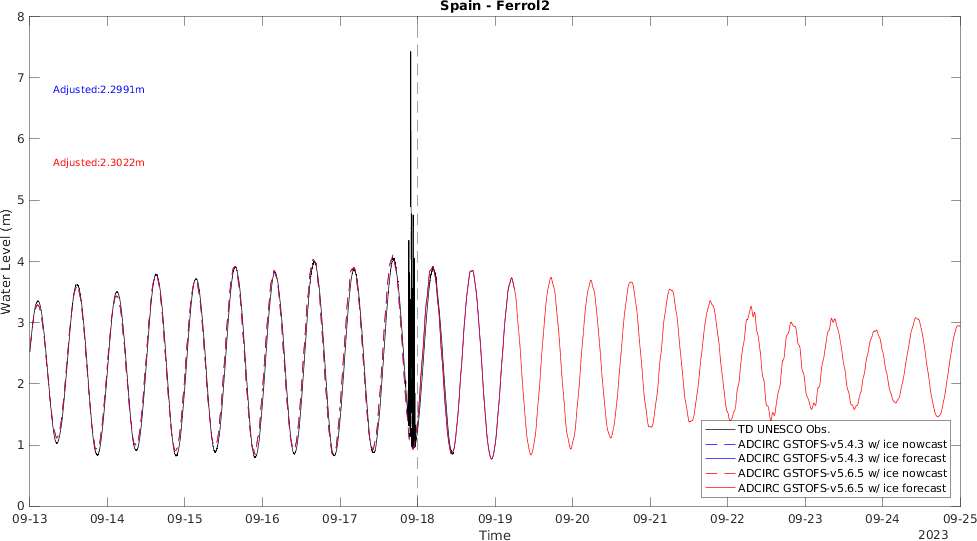 Spain - Ferrol2
8
7
6
5
4
3
2
1
0
Water Level (m)
Adjusted:2.2991m
Adjusted:2.3022m
TD UNESCO Obs.
ADCIRC GSTOFS-v5.4.3 w/ ice nowcast
ADCIRC GSTOFS-v5.4.3 w/ ice forecast
ADCIRC GSTOFS-v5.6.5 w/ ice nowcast
ADCIRC GSTOFS-v5.6.5 w/ ice forecast
09-13 09-14 09-15 09-16 09-17 09-18 09-19 09-20 09-21 09-22 09-23 09-24 09-25
Time
2023